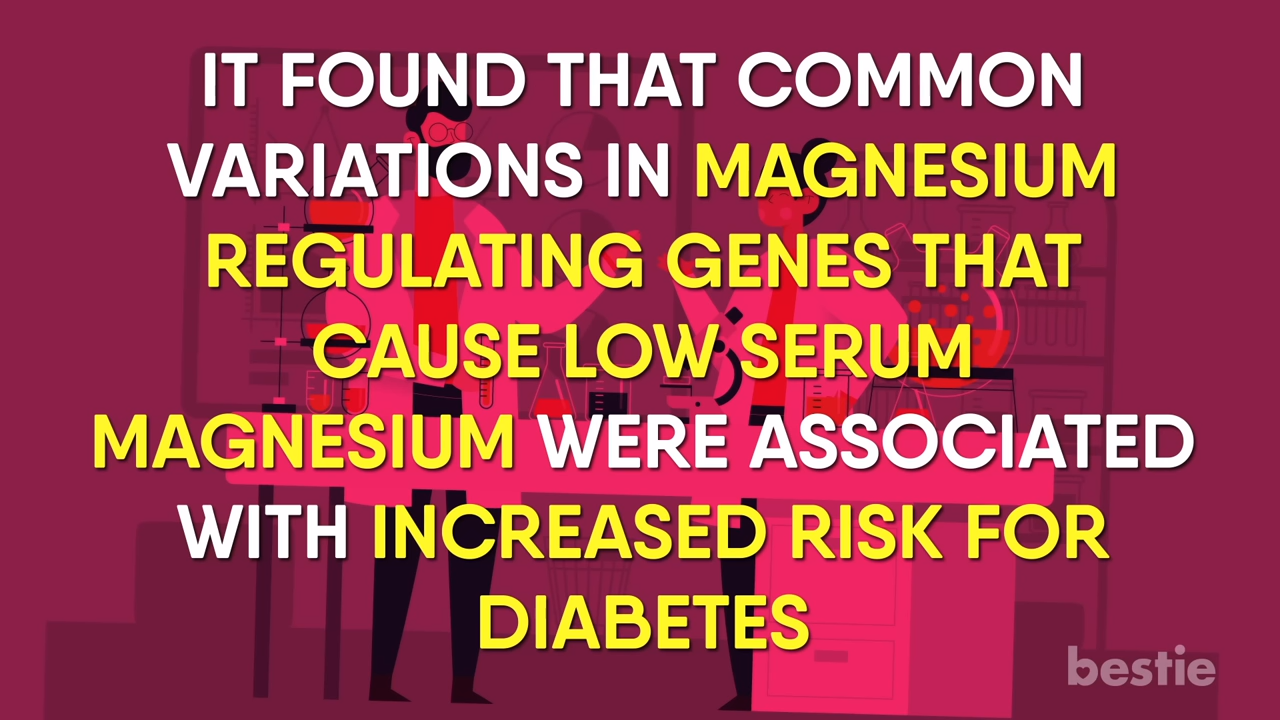 IT FOUND THAT COMMON
VARIATIONS IN MAGNESIUM
REGULATING GENES THAT
CAUSE LOW SERUM
MAGNESIUM WERE ASSOCIATED
WITH INCREASED RISK FOR
DIABETES
bestie